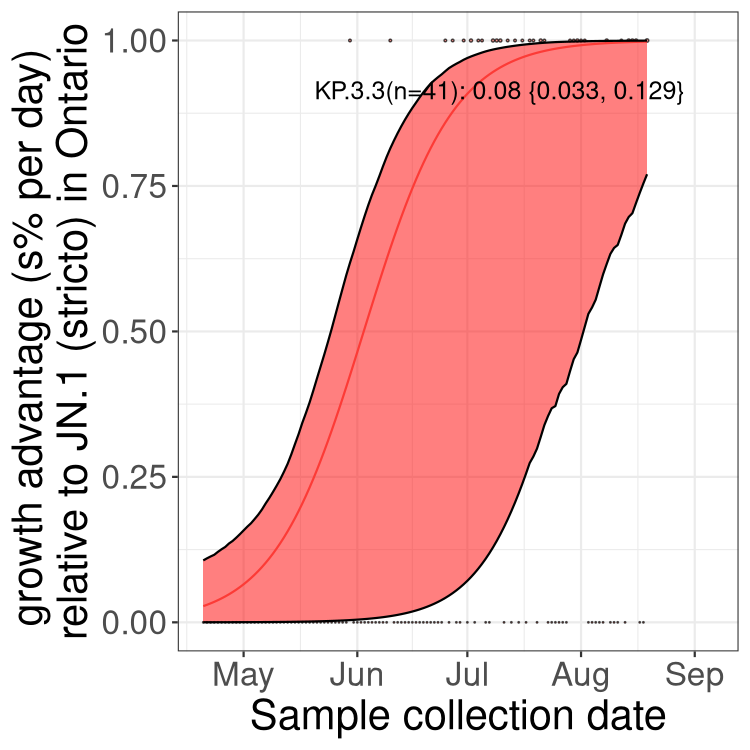 growth advantage (s% per day)
relative to JN.1 (stricto) in Ontario
1.00
0.75
0.50
0.25
0.00
KP.3.3(n=41): 0.08 {0.033, 0.129}
May Jun Jul Aug Sep
Sample collection date